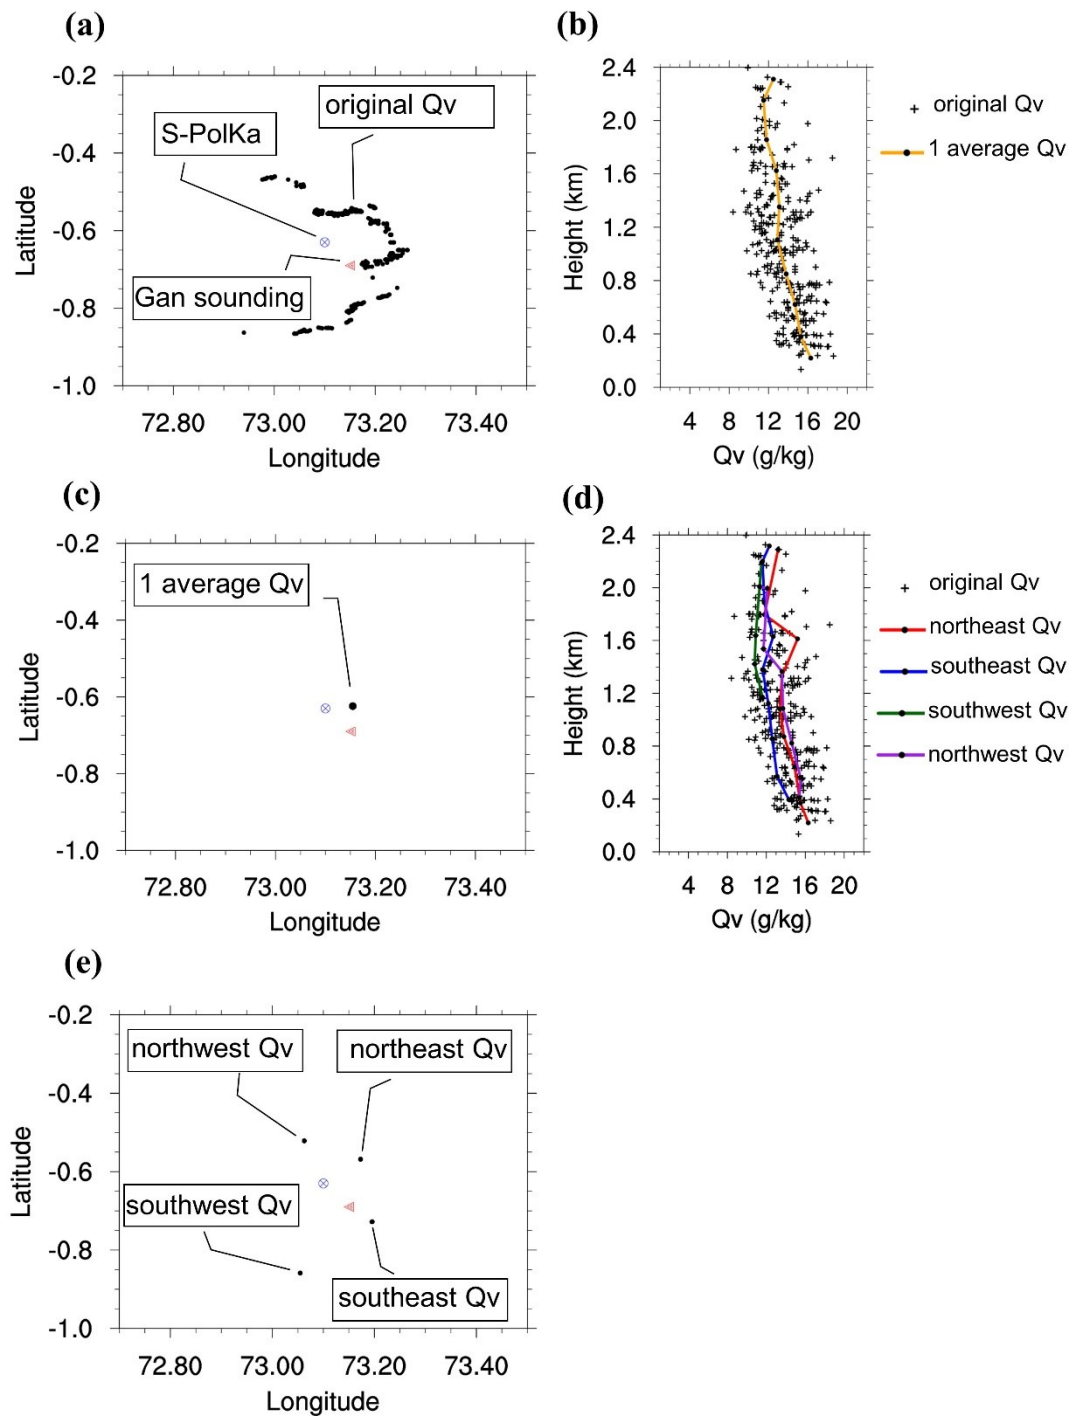 (a)
-0.2
-0.4
-0.6
-0.8
-1.0
Latitude
S-PolKa
original Qv
Gan sounding
72.80 73.00 73.20 73.40
Longitude
(b)
2.4
2.0
1.6
1.2
0.8
0.4
0.0
Height (km)
4 8 12 16 20
Qv (g/kg)
original Qv
1 average Qv
(c)
-0.2
-0.4
-0.6
-0.8
-1.0
Latitude
1 average Qv
72.80 73.00 73.20 73.40
Longitude
(d)
2.4
2.0
1.6
1.2
0.8
0.4
0.0
Height (km)
4 8 12 16 20
Qv (g/kg)
original Qv
northeast Qv
southeast Qv
southwest Qv
northwest Qv
(e)
-0.2
-0.4
-0.6
-0.8
-1.0
Latitude
northwest Qv
northeast Qv
southwest Qv
southeast Qv
72.80 73.00 73.20 73.40
Longitude